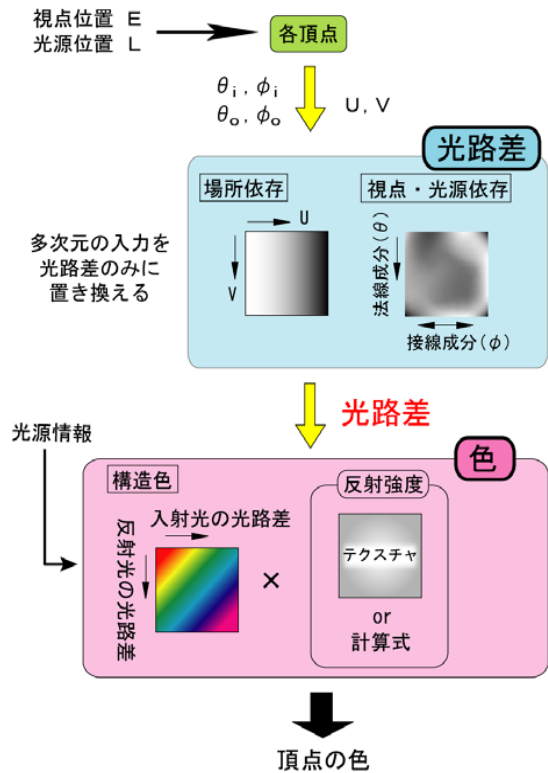 視点位置 E
光源位置 L
各頂点
θi, φi
θo, φo
U, V
光路差
場所依存
U
V
視点・光源依存
法線成分(θ)
接線成分(φ)
多次元の入力を
光路差のみに
置き換える
光路差
光源情報
色
構造色
入射光の光路差
反射光の光路差
×
反射強度
テクスチャ
or
計算式
頂点の色